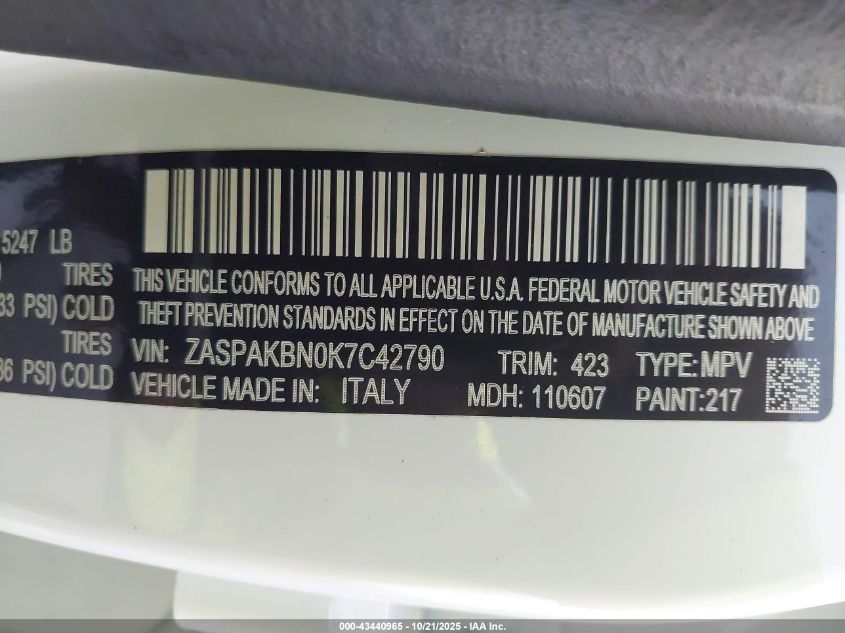 5247 LB
TIRES
33 PSI) COLD
TIRES
36 PSI) COLD
THIS VEHICLE CONFORMS TO ALL APPLICABLE U.S.A. FEDERAL MOTOR VEHICLE SAFETY AND
THEFT PREVENTION STANDARDS IN EFFECT ON THE DATE OF MANUFACTURE SHOWN ABOVE
VIN: ZASPAKBN0K7C42790 TRIM: 423 TYPE: MPV
VEHICLE MADE IN: ITALY MDH: 110607 PAINT: 217
000-43440965 - 10/21/2025 - IAA Inc.